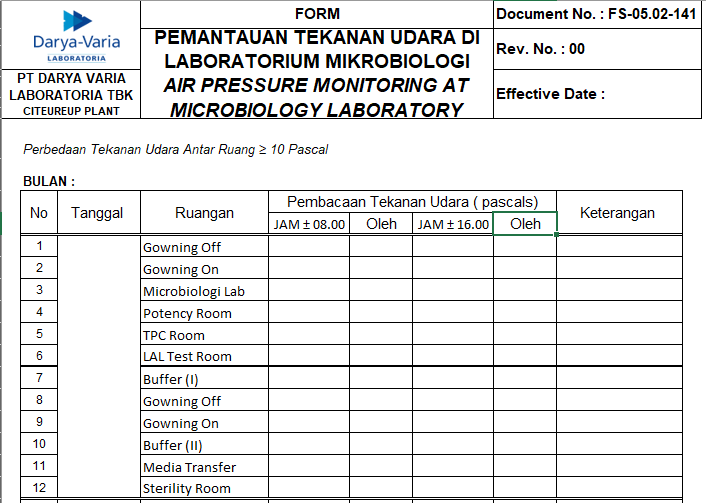 Darya-Varia
LABORATORIA
PT DARYA VARIA
LABORATORIA TBK
CITEUREUP PLANT
FORM
PEMANTAUAN TEKANAN UDARA DI
LABORATORIUM MIKROBIOLOGI
AIR PRESSURE MONITORING AT
MICROBIOLOGY LABORATORY
Document No. : FS-05.02-141
Rev. No. : 00
Effective Date :
Perbedaan Tekanan Udara Antar Ruang ≥ 10 Pascal
BULAN :
No Tanggal Ruangan Pembacaan Tekanan Udara ( pascals) Keterangan
JAM ± 08.00 Oleh JAM ± 16.00 Oleh
1 Gowning Off
2 Gowning On
3 Microbiologi Lab
4 Potency Room
5 TPC Room
6 LAL Test Room
7 Buffer (I)
8 Gowning Off
9 Gowning On
10 Buffer (II)
11 Media Transfer
12 Sterility Room